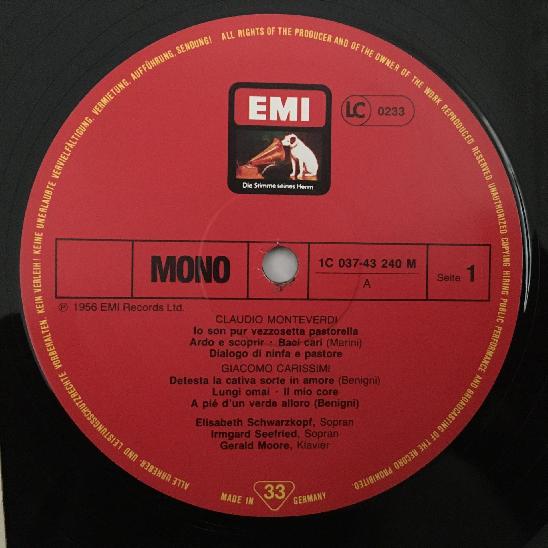 ALLE URHEBER UND LEISTUNGSSCHUTZRECHTE VORBEHALTEN. KEIN VERLEIH! KEINE UNERLAUBTE VERVIELFÄLTIGUNG, VERMIETUNG, AUFFÜHRUNG, SENDUNG! ALL RIGHTS OF THE PRODUCER AND OF THE OWNER OF THE WORK REPRODUCED RESERVED. UNAUTHORIZED COPYING HIRING PUBLIC PERFORMANCE AND BROADCASTING OF THE RECORD PROHIBITED.
EMI
LC 0233
Die Stimme seines Herrn
MONO
1C 037-43 240 M
A
Seite 1
℗ 1956 EMI Records Ltd.
CLAUDIO MONTEVERDI
Io son pur vezzosetta pastorella
Ardo e scoprir · Baci cari (Marini)
Dialogo di ninfa e pastore
GIACOMO CARISSIMI
Detesta la cativa sorte in amore (Benigni)
Lungi omai · Il mio core
A pié d'un verde alloro (Benigni)
Elisabeth Schwarzkopf, Sopran
Irmgard Seefried, Sopran
Gerald Moore, Klavier
MADE IN 33 GERMANY